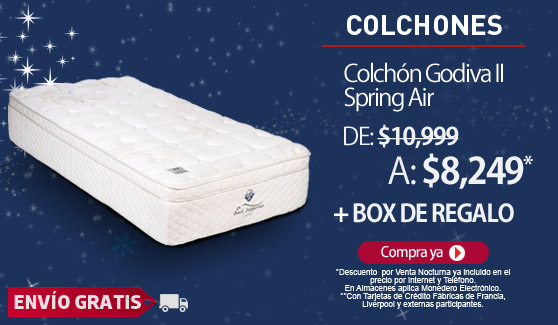 COLCHONES
Colchón Godiva II
Spring Air
DE: $10,999
A: $8,249*
+ BOX DE REGALO
Compra ya
*Descuento por Venta Nocturna ya incluido en el
precio por Internet y Teléfono.
En Almacenes aplica Monedero Electrónico.
**Con Tarjetas de Crédito Fábricas de Francia,
Liverpool y externas participantes.
ENVÍO GRATIS